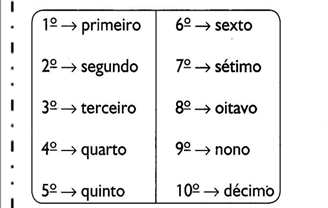 1º → primeiro
2º → segundo
3º → terceiro
4º → quarto
5º → quinto
6º → sexto
7º → sétimo
8º → oitavo
9º → nono
10º → décimo